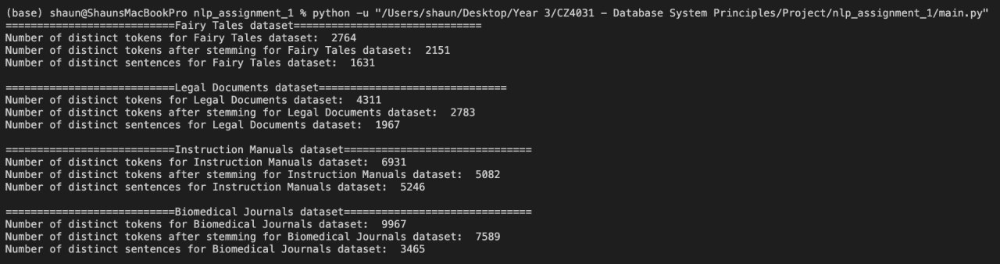 (base) shaun@ShaunsMacBookPro nlp_assignment_1 % python -u "/Users/shaun/Desktop/Year 3/CZ4031 - Database System Principles/Project/nlp_assignment_1/main.py"
===========================Fairy Tales dataset==============================
Number of distinct tokens for Fairy Tales dataset:  2764
Number of distinct tokens after stemming for Fairy Tales dataset:  2151
Number of distinct sentences for Fairy Tales dataset:  1631
===========================Legal Documents dataset==============================
Number of distinct tokens for Legal Documents dataset:  4311
Number of distinct tokens after stemming for Legal Documents dataset:  2783
Number of distinct sentences for Legal Documents dataset:  1967
===========================Instruction Manuals dataset==============================
Number of distinct tokens for Instruction Manuals dataset:  6931
Number of distinct tokens after stemming for Instruction Manuals dataset:  5082
Number of distinct sentences for Instruction Manuals dataset:  5246
===========================Biomedical Journals dataset==============================
Number of distinct tokens for Biomedical Journals dataset:  9967
Number of distinct tokens after stemming for Biomedical Journals dataset:  7589
Number of distinct sentences for Biomedical Journals dataset:  3465